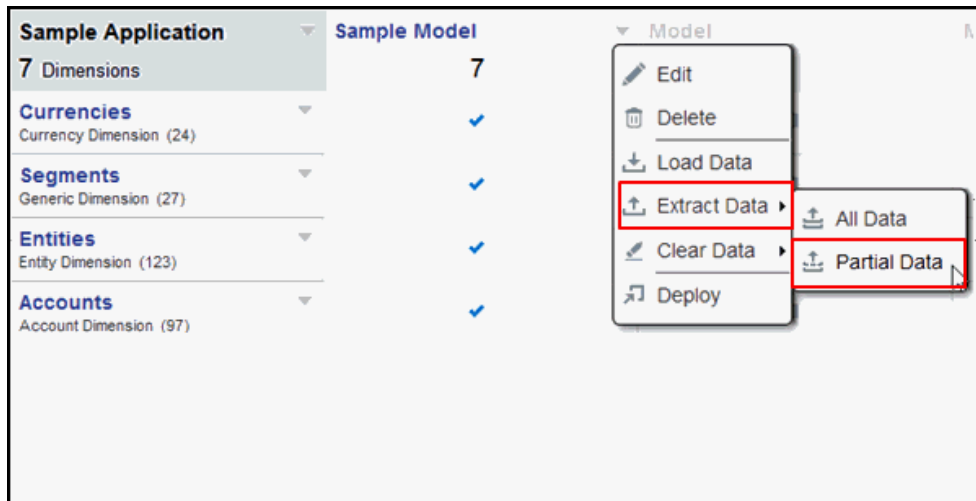 Sample Application
7 Dimensions
Sample Model
7
Model
Currencies
Currency Dimension (24)
Segments
Generic Dimension (27)
Entities
Entity Dimension (123)
Accounts
Account Dimension (97)
Edit
Delete
Load Data
Extract Data
Clear Data
Deploy
All Data
Partial Data